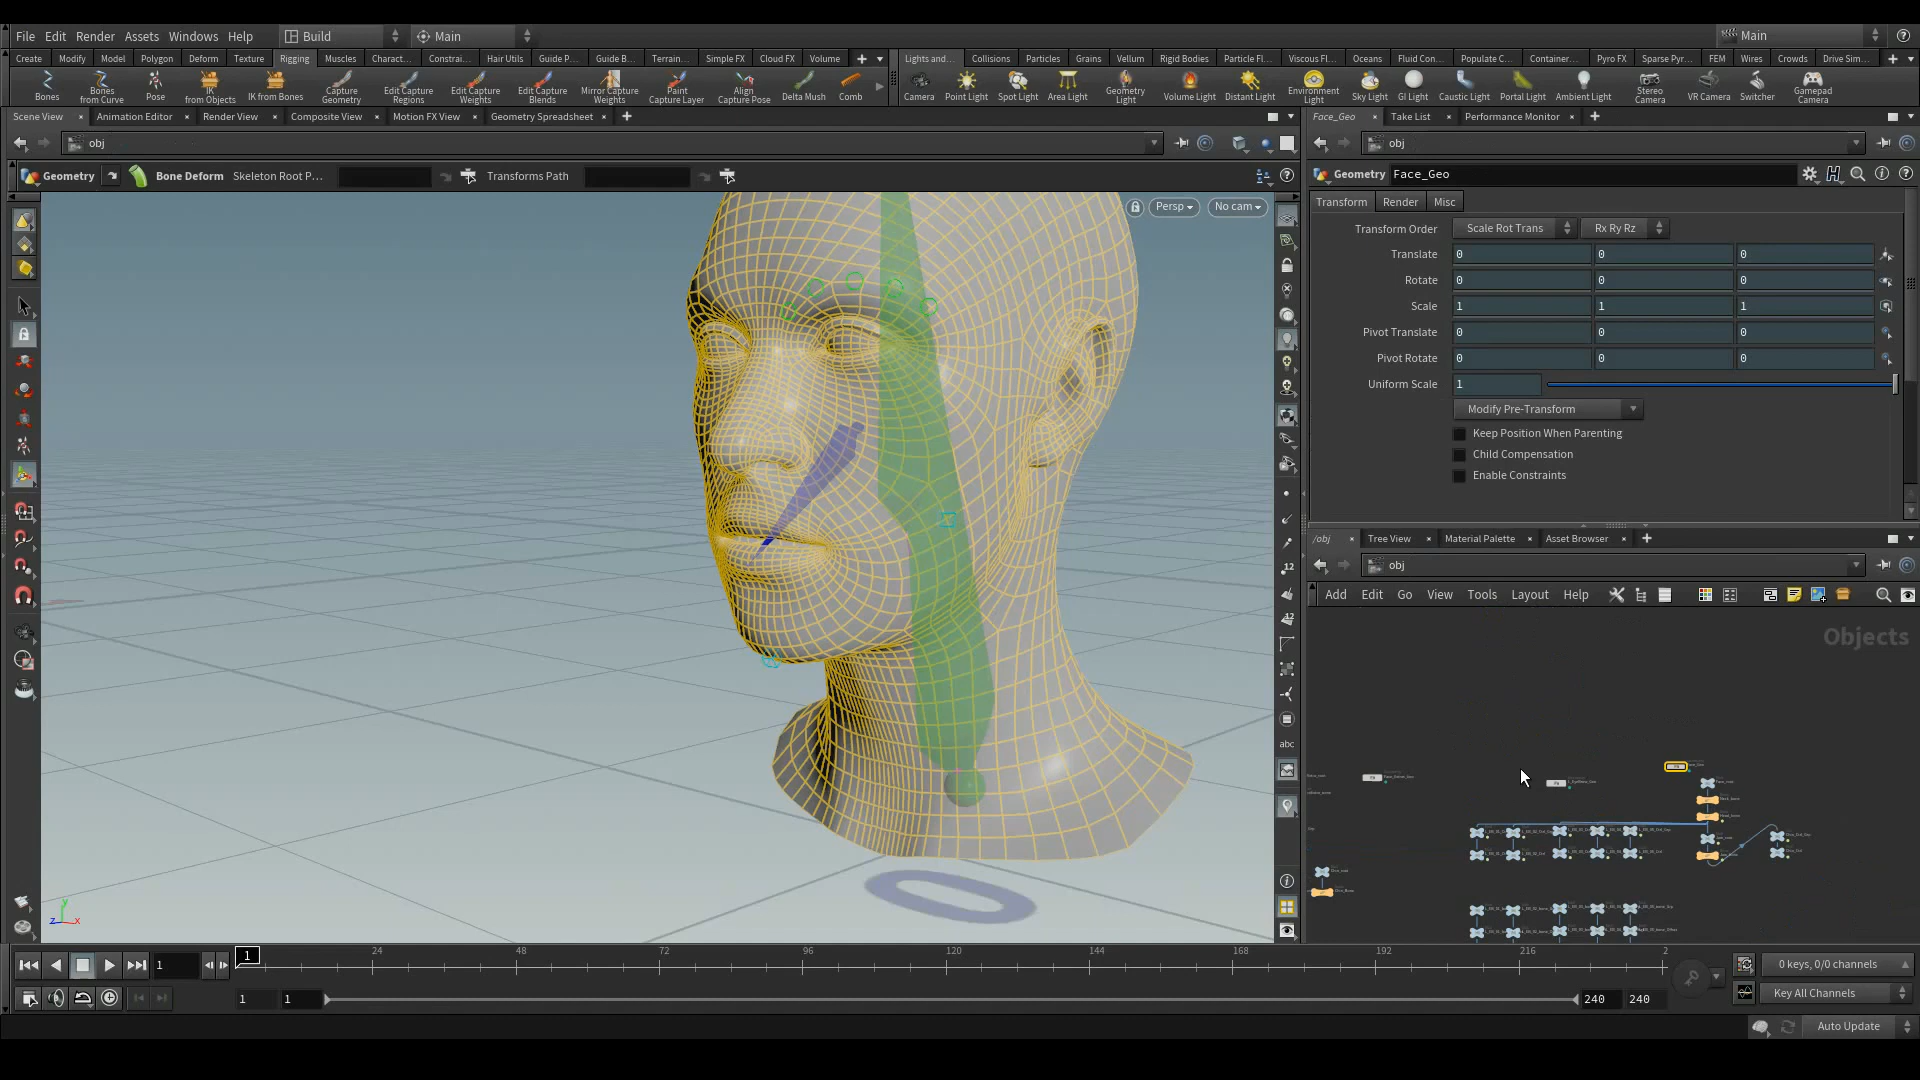 File Edit Render Assets Windows Help Build Main Main
Create Modify Model Polygon Deform Texture Rigging Muscles Charact... Constrai... Hair Utils Guide P... Guide B... Terrain... Simple FX Cloud FX Volume
Lights and... Collisions Particles Grains Vellum Rigid Bodies Particle Fl... Viscous Fl... Oceans Fluid Con... Populate C... Container... Pyro FX Sparse Pyr... FEM Wires Crowds Drive Sim...
Bones Bones from Curve Pose IK from Objects IK from Bones Capture Geometry Edit Capture Regions Edit Capture Weights Edit Capture Blends Mirror Capture Weights Paint Capture Layer Align Capture Pose Delta Mush Comb
Camera Point Light Spot Light Area Light Geometry Light Volume Light Distant Light Environment Light Sky Light GI Light Caustic Light Portal Light Ambient Light Stereo Camera VR Camera Switcher Gamepad Camera
Scene View Animation Editor Render View Composite View Motion FX View Geometry Spreadsheet
Face_Geo Take List Performance Monitor
obj
obj
Geometry Bone Deform Skeleton Root P... Transforms Path
Geometry Face_Geo
Persp No cam
Transform Render Misc
Transform Order Scale Rot Trans Rx Ry Rz
Translate 0 0 0
Rotate 0 0 0
Scale 1 1 1
Pivot Translate 0 0 0
Pivot Rotate 0 0 0
Uniform Scale 1
Modify Pre-Transform
Keep Position When Parenting
Child Compensation
Enable Constraints
/obj Tree View Material Palette Asset Browser
obj
Add Edit Go View Tools Layout Help
Objects
12
12
abc
y
z x
1 1 24 48 72 96 120 144 168 192 216 2
0 keys, 0/0 channels
1 1 240 240
Key All Channels
Auto Update